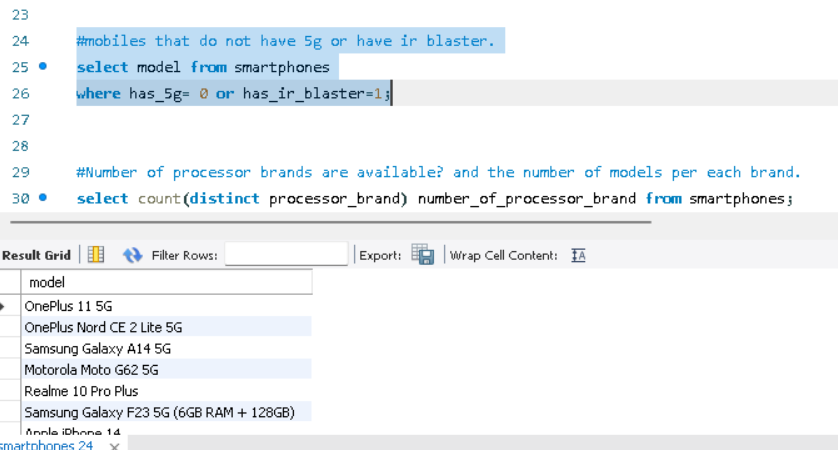 23
24 #mobiles that do not have 5g or have ir blaster.
25 select model from smartphones
26 where has_5g= 0 or has_ir_blaster=1;
27
28
29 #Number of processor brands are available? and the number of models per each brand.
30 select count(distinct processor_brand) number_of_processor_brand from smartphones;
Result Grid Filter Rows: Export: Wrap Cell Content: IA
model
OnePlus 11 5G
OnePlus Nord CE 2 Lite 5G
Samsung Galaxy A14 5G
Motorola Moto G62 5G
Realme 10 Pro Plus
Samsung Galaxy F23 5G (6GB RAM + 128GB)
Apple iPhone 14
smartphones 24